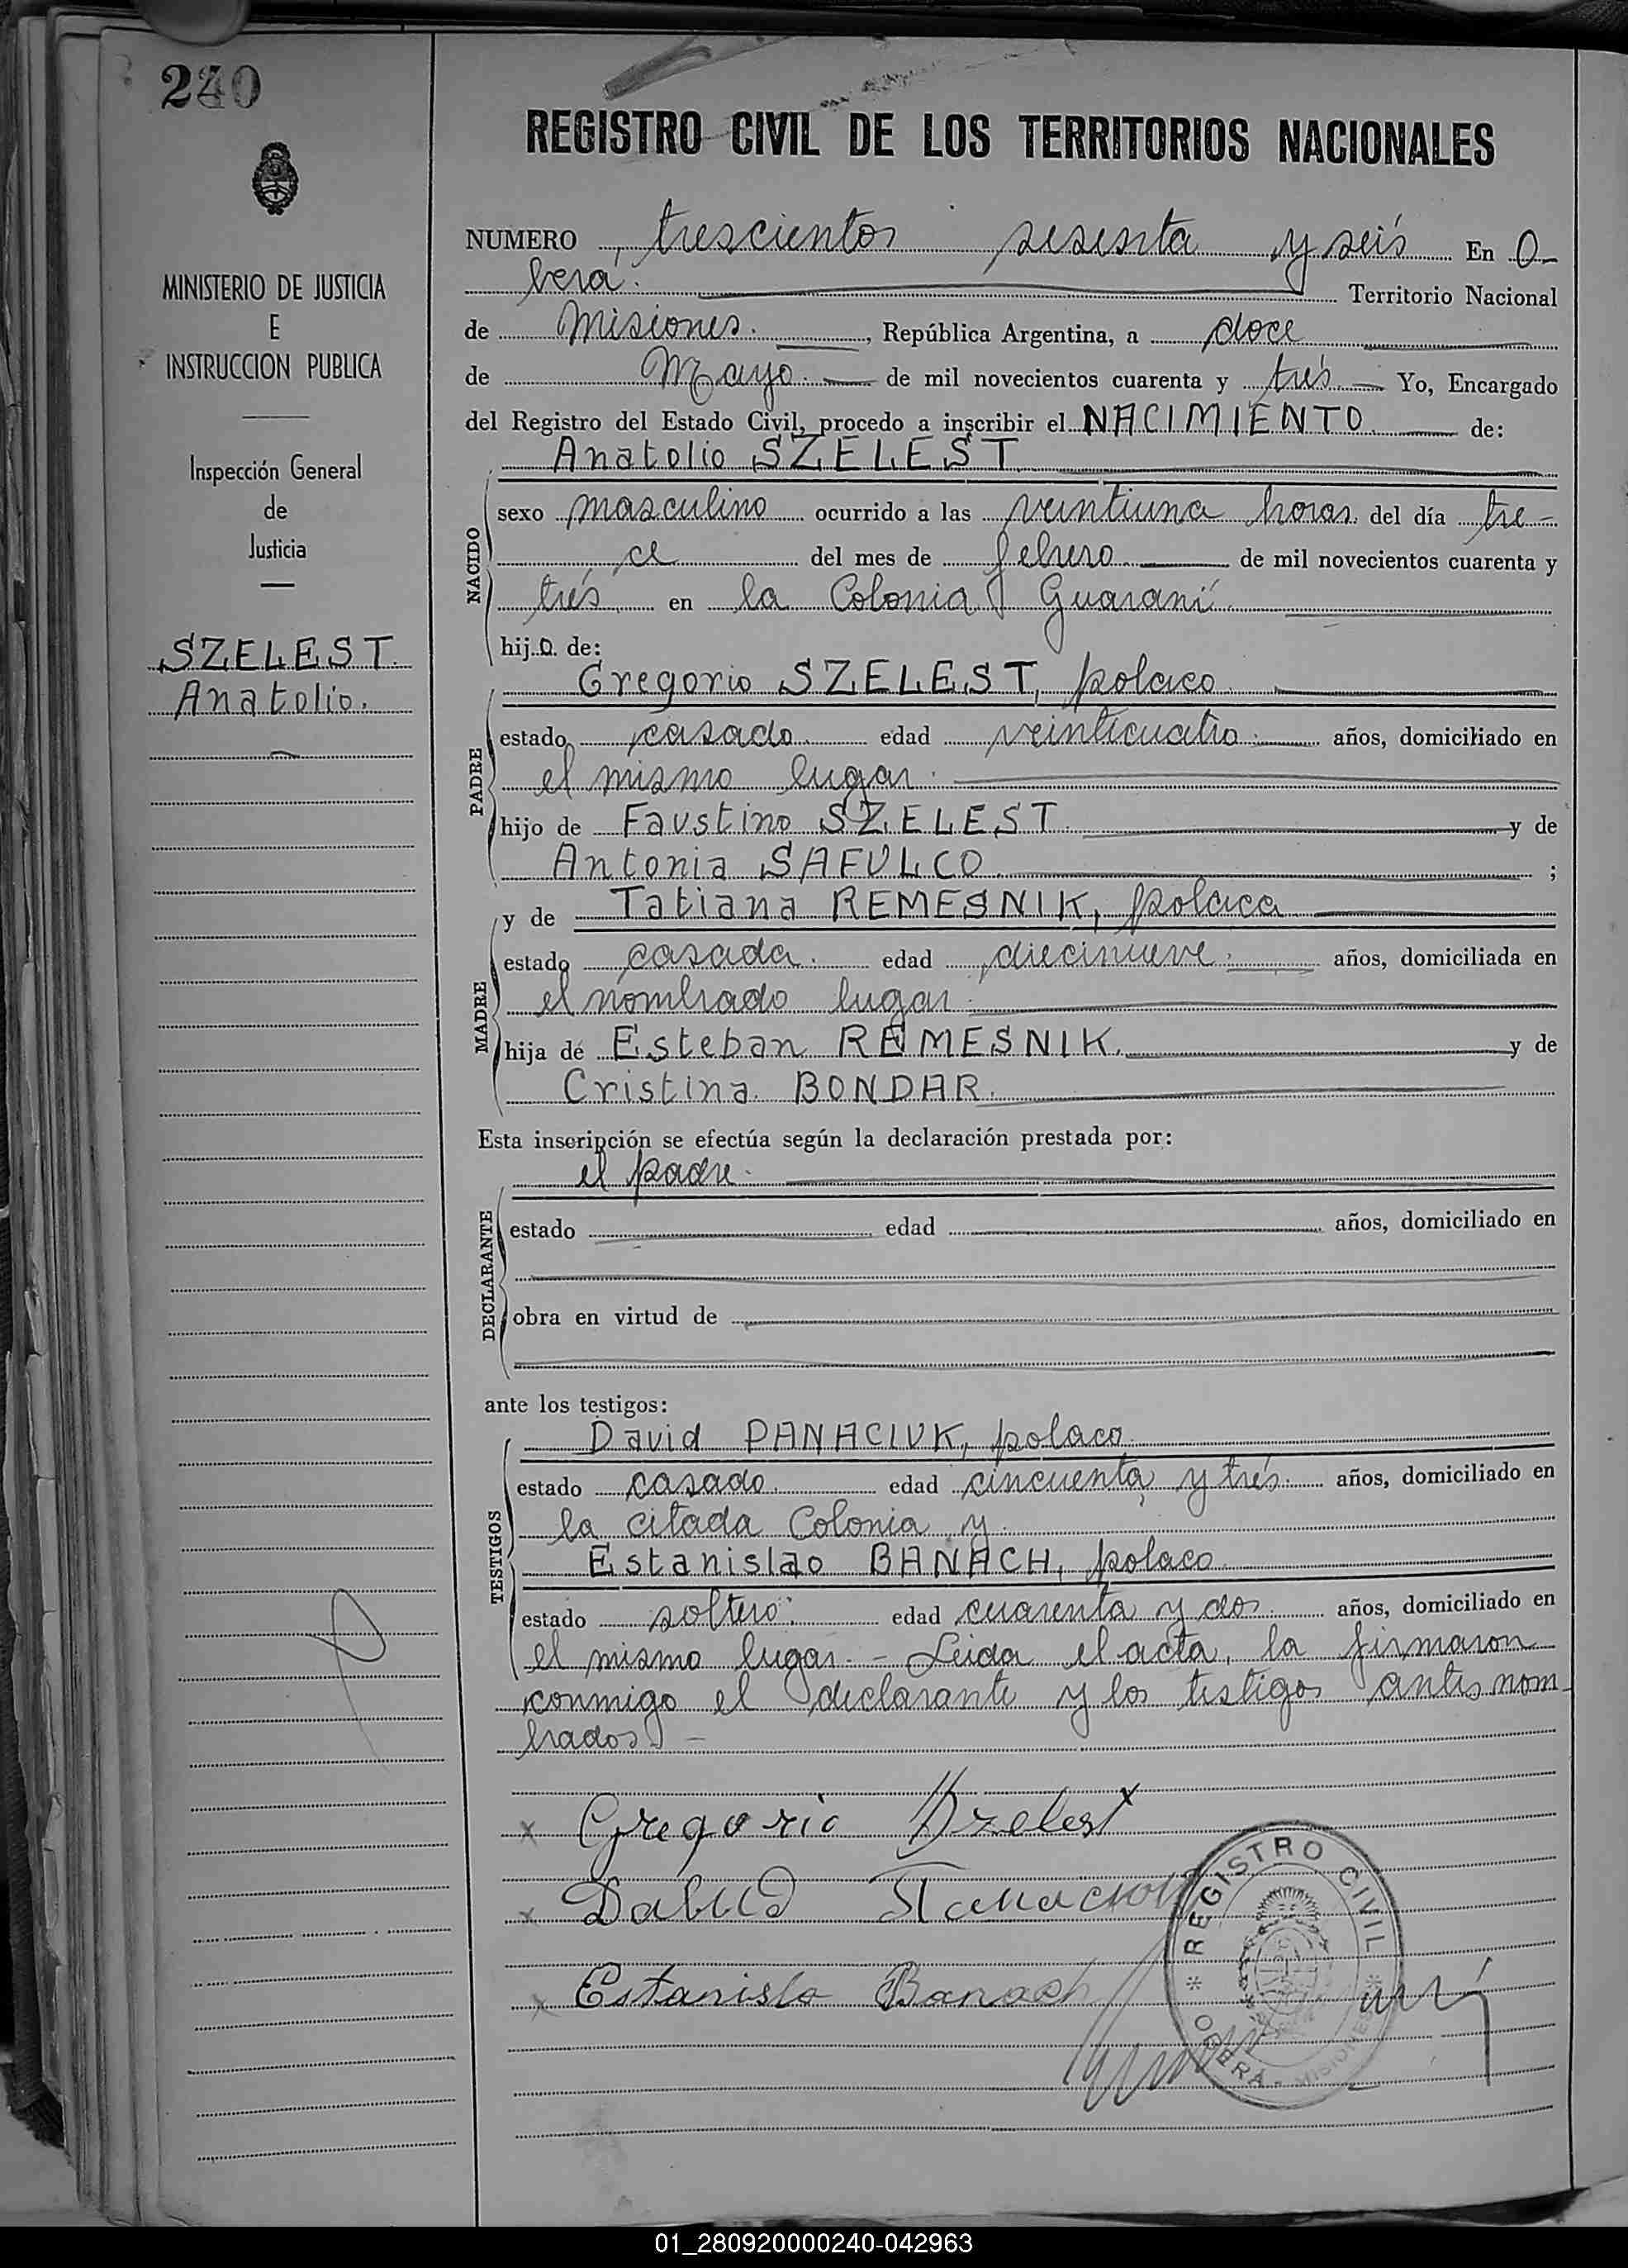 240
MINISTERIO DE JUSTICIA
E
INSTRUCCION PUBLICA
Inspección General
de
Justicia
SZELEST.
Anatolio.
REGISTRO CIVIL DE LOS TERRITORIOS NACIONALES
NUMERO trescientos sesenta y seis En O-
berá. Territorio Nacional
de Misiones. , República Argentina, a doce
de Mayo. de mil novecientos cuarenta y trés Yo, Encargado
del Registro del Estado Civil, procedo a inscribir el NACIMIENTO de:
Anatolio SZELEST
NACIDO
sexo masculino ocurrido a las veintiuna horas del día tre-
ce del mes de febrero de mil novecientos cuarenta y
trés en la Colonia Guaraní.
hij o de:
PADRE
Gregorio SZELEST, polaco
estado casado. edad veinticuatro años, domiciliado en
el mismo lugar.
hijo de Faustino SZELEST y de
Antonia SAFULCO ;
MADRE
y de Tatiana REMESNIK, polaca
estado casada. edad diecinueve años, domiciliada en
el nombrado lugar.
hija de Esteban REMESNIK. y de
Cristina BONDAR.
Esta inscripción se efectúa según la declaración prestada por:
el padre.
DECLARANTE
estado edad años, domiciliado en
obra en virtud de
ante los testigos:
TESTIGOS
David PANACIUK, polaco
estado casado. edad cincuenta y trés años, domiciliado en
la citada Colonia y
Estanislao BANACH, polaco
estado soltero. edad cuarenta y dos años, domiciliado en
el mismo lugar. - Leida el acta, la firmaron
conmigo el declarante y los testigos antes nom
brados. -
x Gregorio Szelest
x
x Estanisla Banach
REGISTRO CIVIL
* OBERA - MISIONES *
01_280920000240-042963